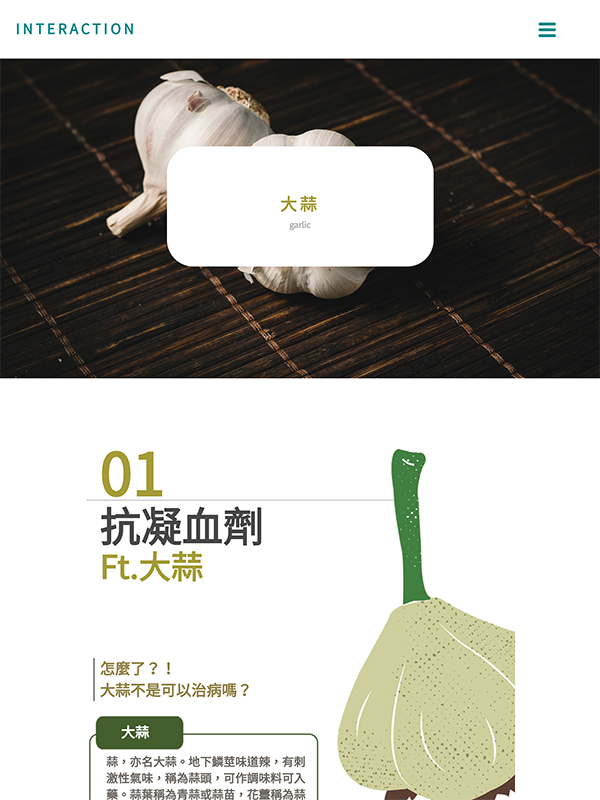 INTERACTION
大蒜
garlic
01
抗凝血劑
Ft.大蒜
怎麼了？！
大蒜不是可以治病嗎？
大蒜
蒜，亦名大蒜。地下鱗莖味道辣，有刺
激性氣味，稱為蒜頭，可作調味料可入
藥。蒜葉稱為青蒜或蒜苗，花薹稱為蒜